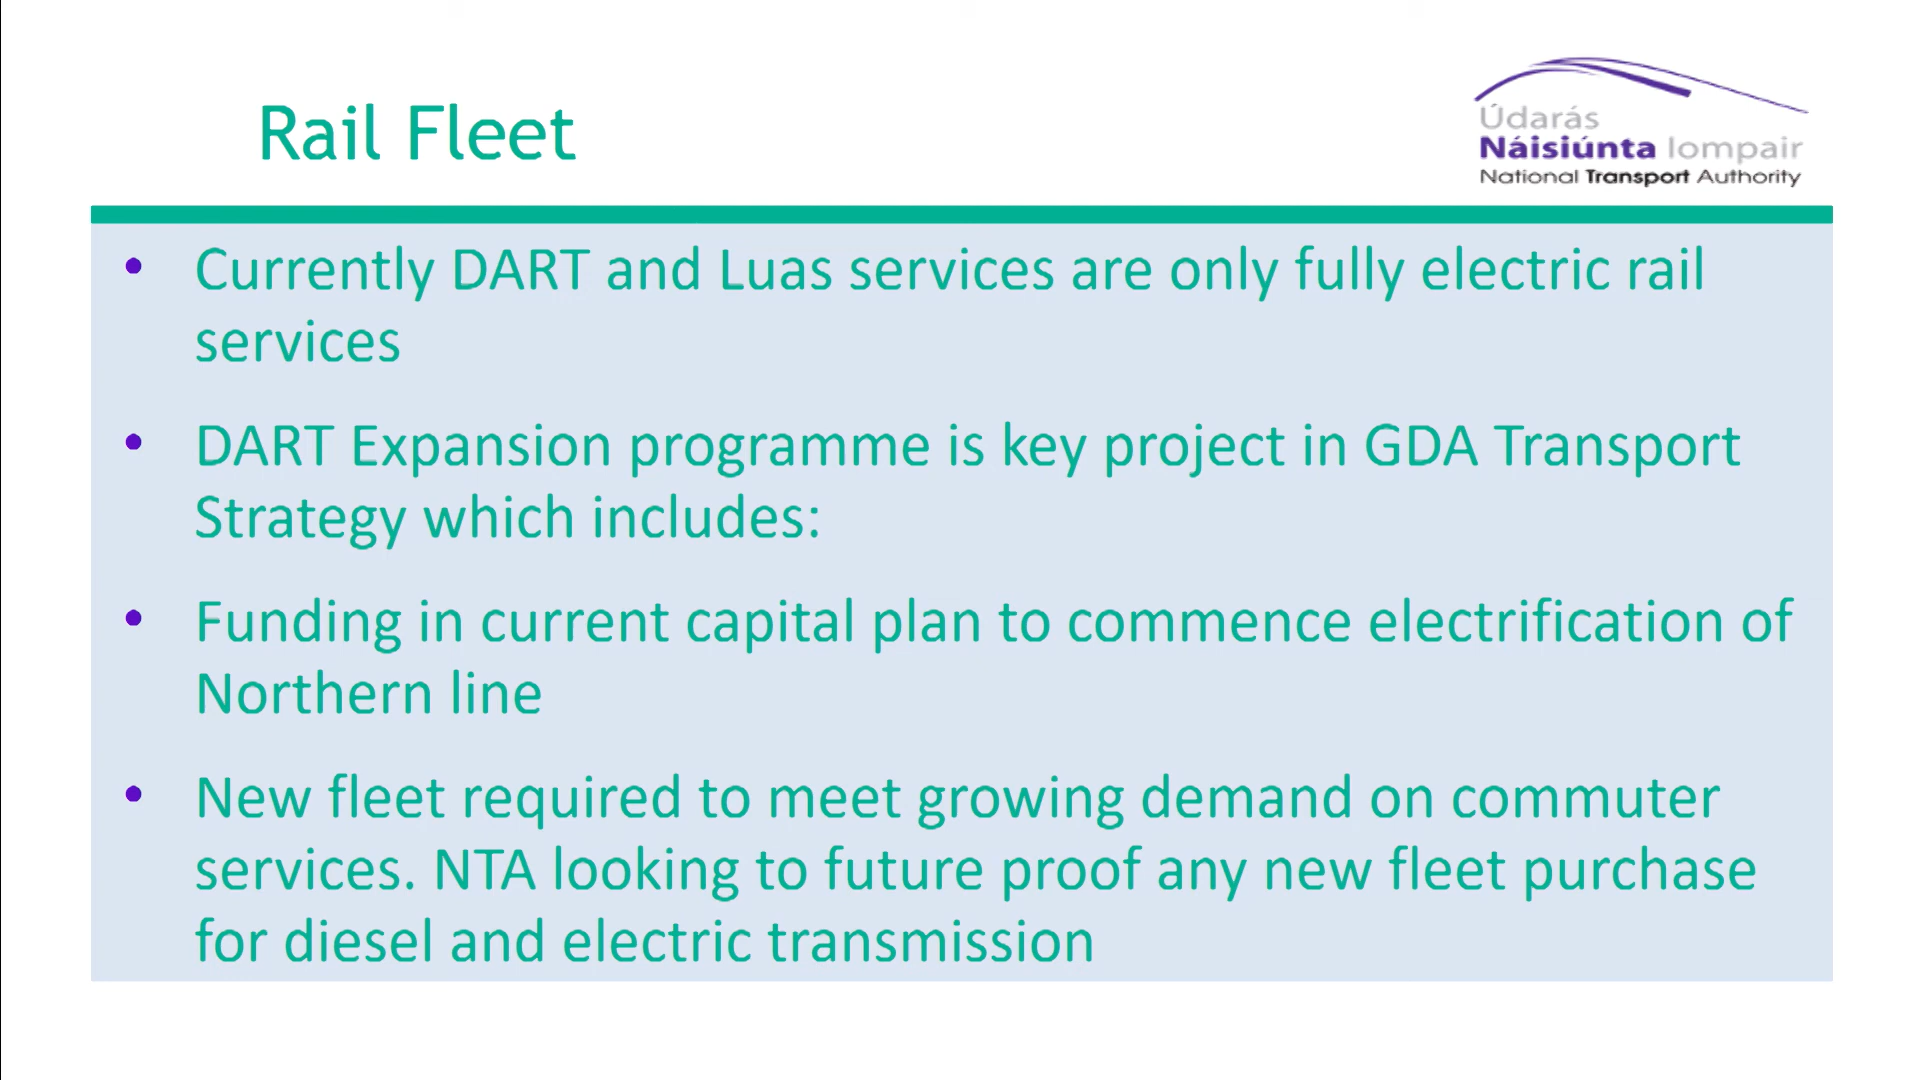 Rail Fleet
Údarás
Náisiúnta Iompair
National Transport Authority
• Currently DART and Luas services are only fully electric rail
services
• DART Expansion programme is key project in GDA Transport
Strategy which includes:
• Funding in current capital plan to commence electrification of
Northern line
• New fleet required to meet growing demand on commuter
services. NTA looking to future proof any new fleet purchase
for diesel and electric transmission